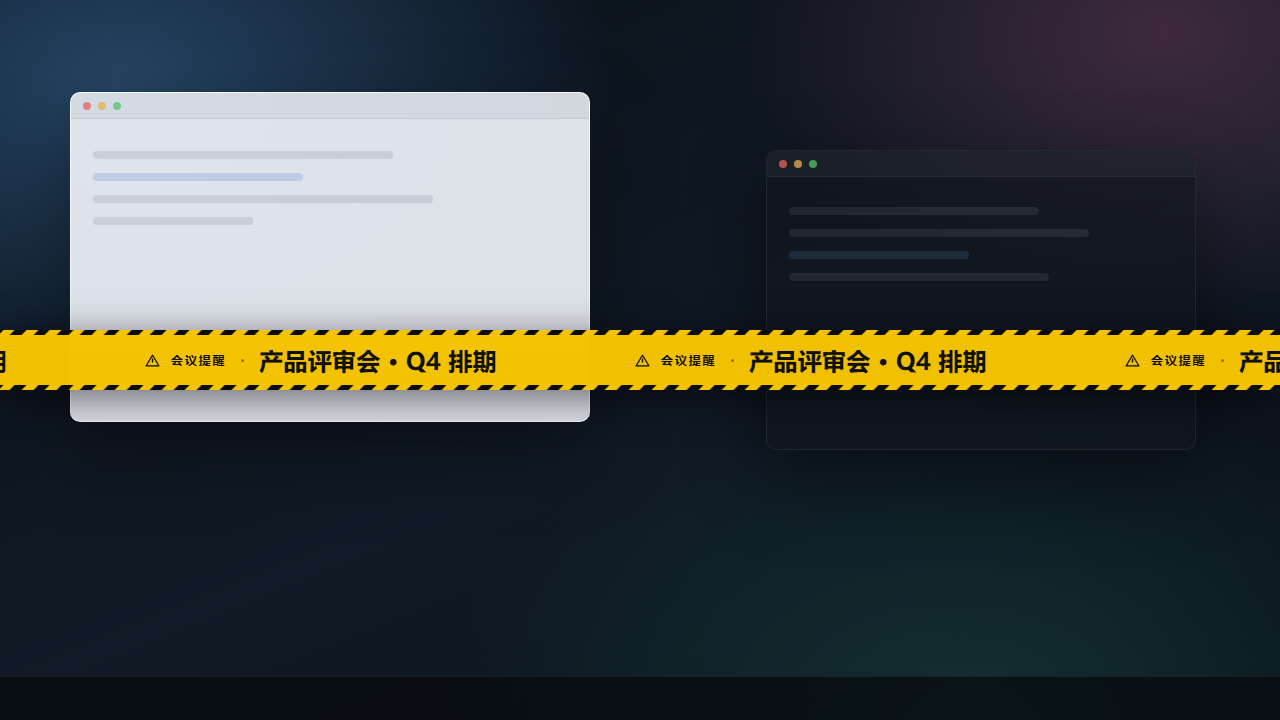 期 会议提醒 · 产品评审会 • Q4 排期 会议提醒 · 产品评审会 • Q4 排期 会议提醒 · 产品